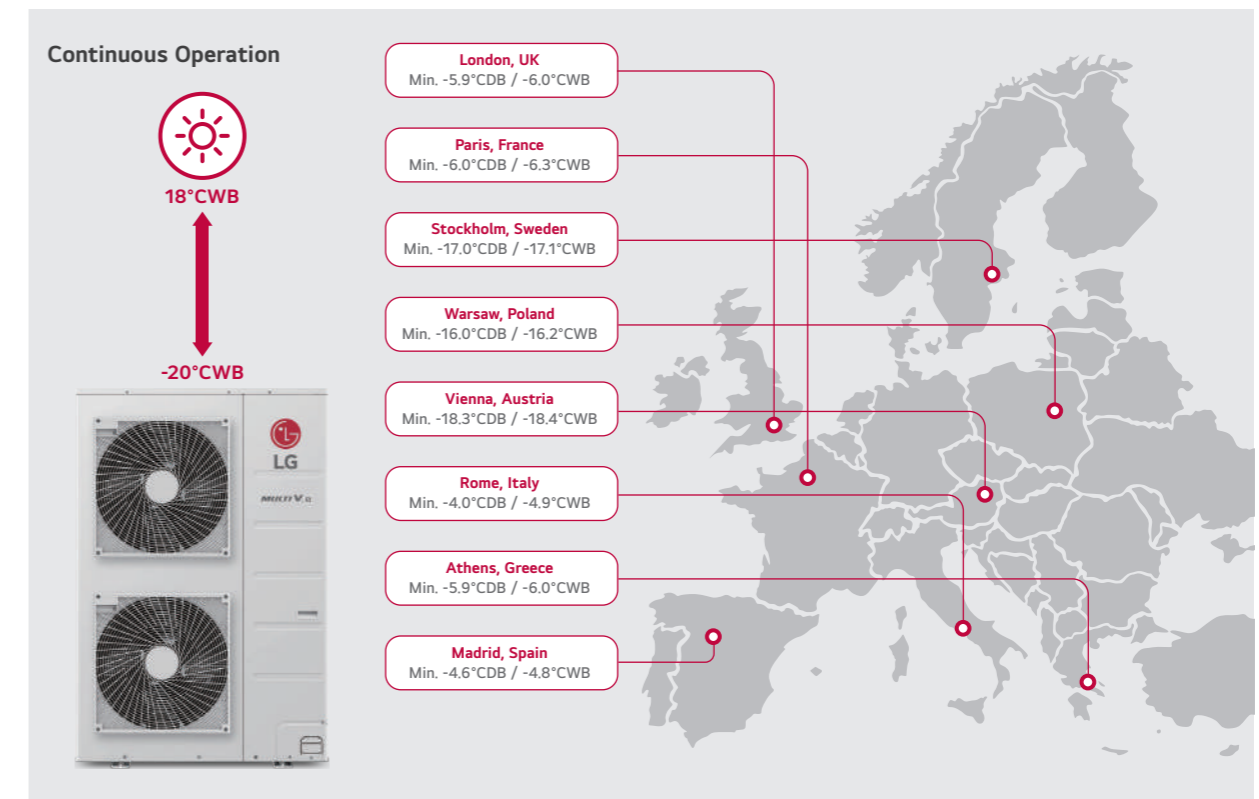 Continuous Operation
18°CWB
-20°CWB
LG
MULTI V
London, UK
Min. -5.9°CDB / -6.0°CWB
Paris, France
Min. -6.0°CDB / -6.3°CWB
Stockholm, Sweden
Min. -17.0°CDB / -17.1°CWB
Warsaw, Poland
Min. -16.0°CDB / -16.2°CWB
Vienna, Austria
Min. -18.3°CDB / -18.4°CWB
Rome, Italy
Min. -4.0°CDB / -4.9°CWB
Athens, Greece
Min. -5.9°CDB / -6.0°CWB
Madrid, Spain
Min. -4.6°CDB / -4.8°CWB